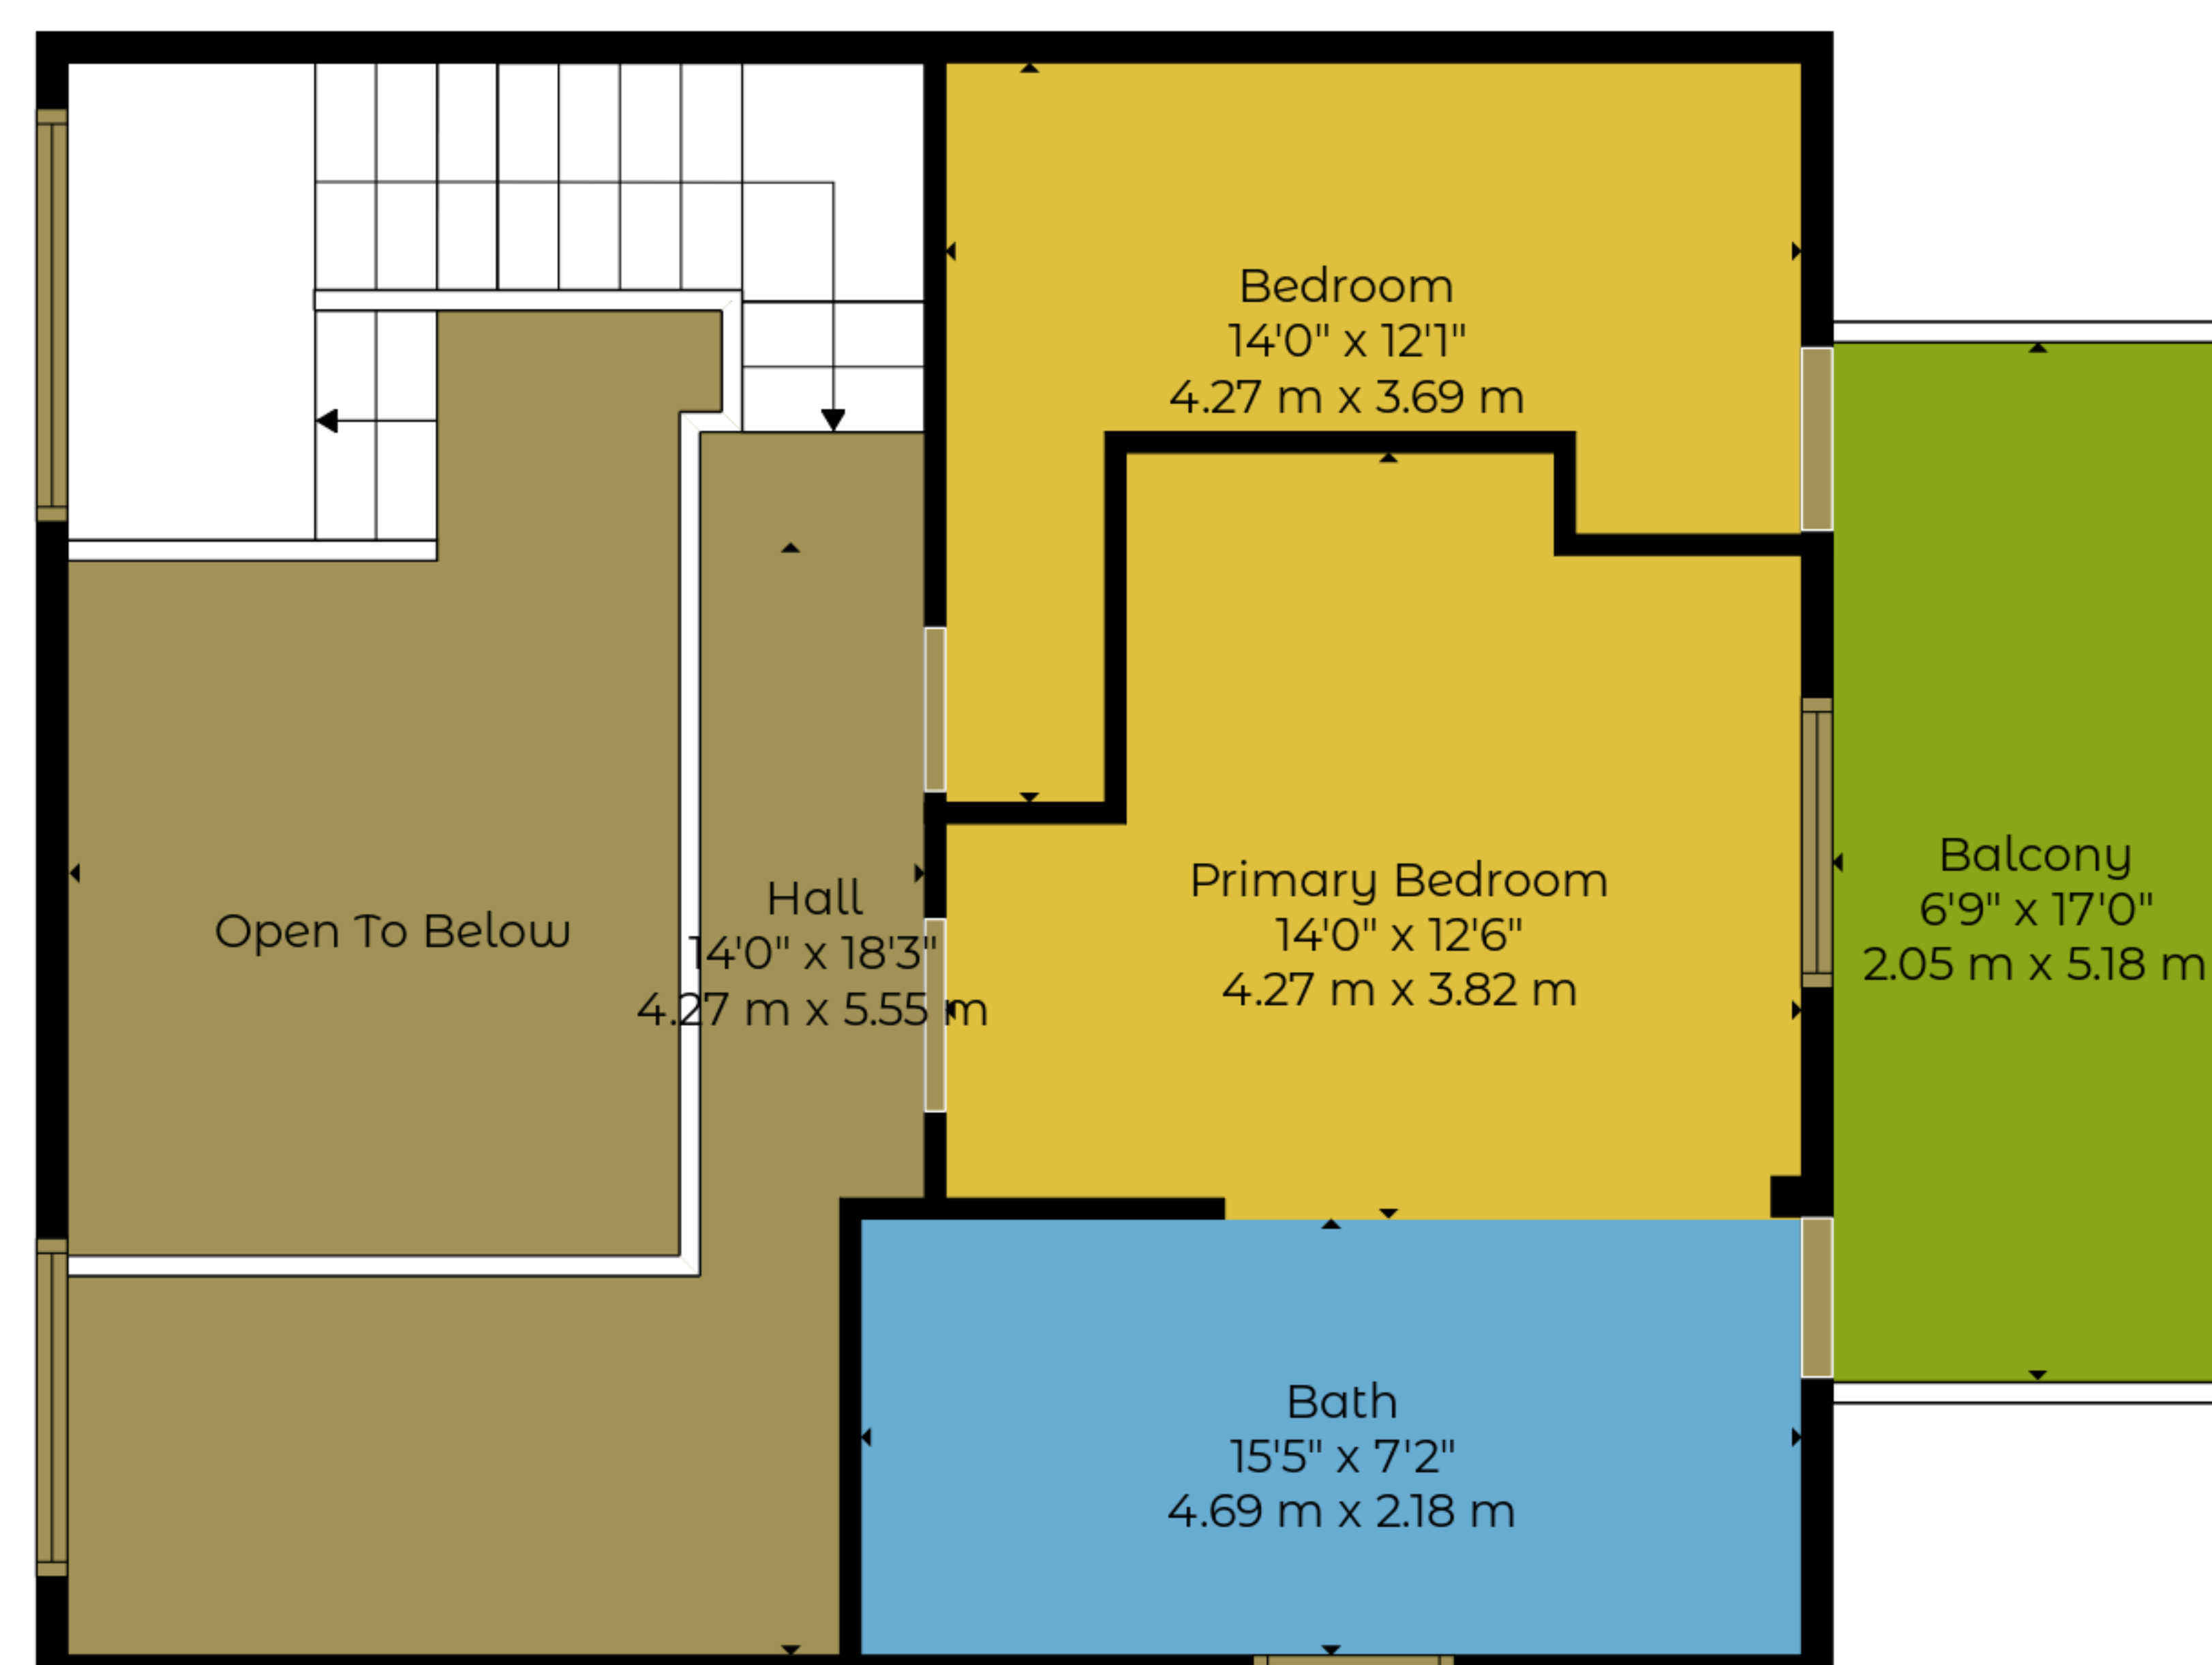 Bedroom
14'0" x 12'1"
4.27 m x 3.69 m
Open To Below
Hall
14'0" x 18'3"
4.27 m x 5.55 m
Primary Bedroom
14'0" x 12'6"
4.27 m x 3.82 m
Balcony
6'9" x 17'0"
2.05 m x 5.18 m
Bath
15'5" x 7'2"
4.69 m x 2.18 m